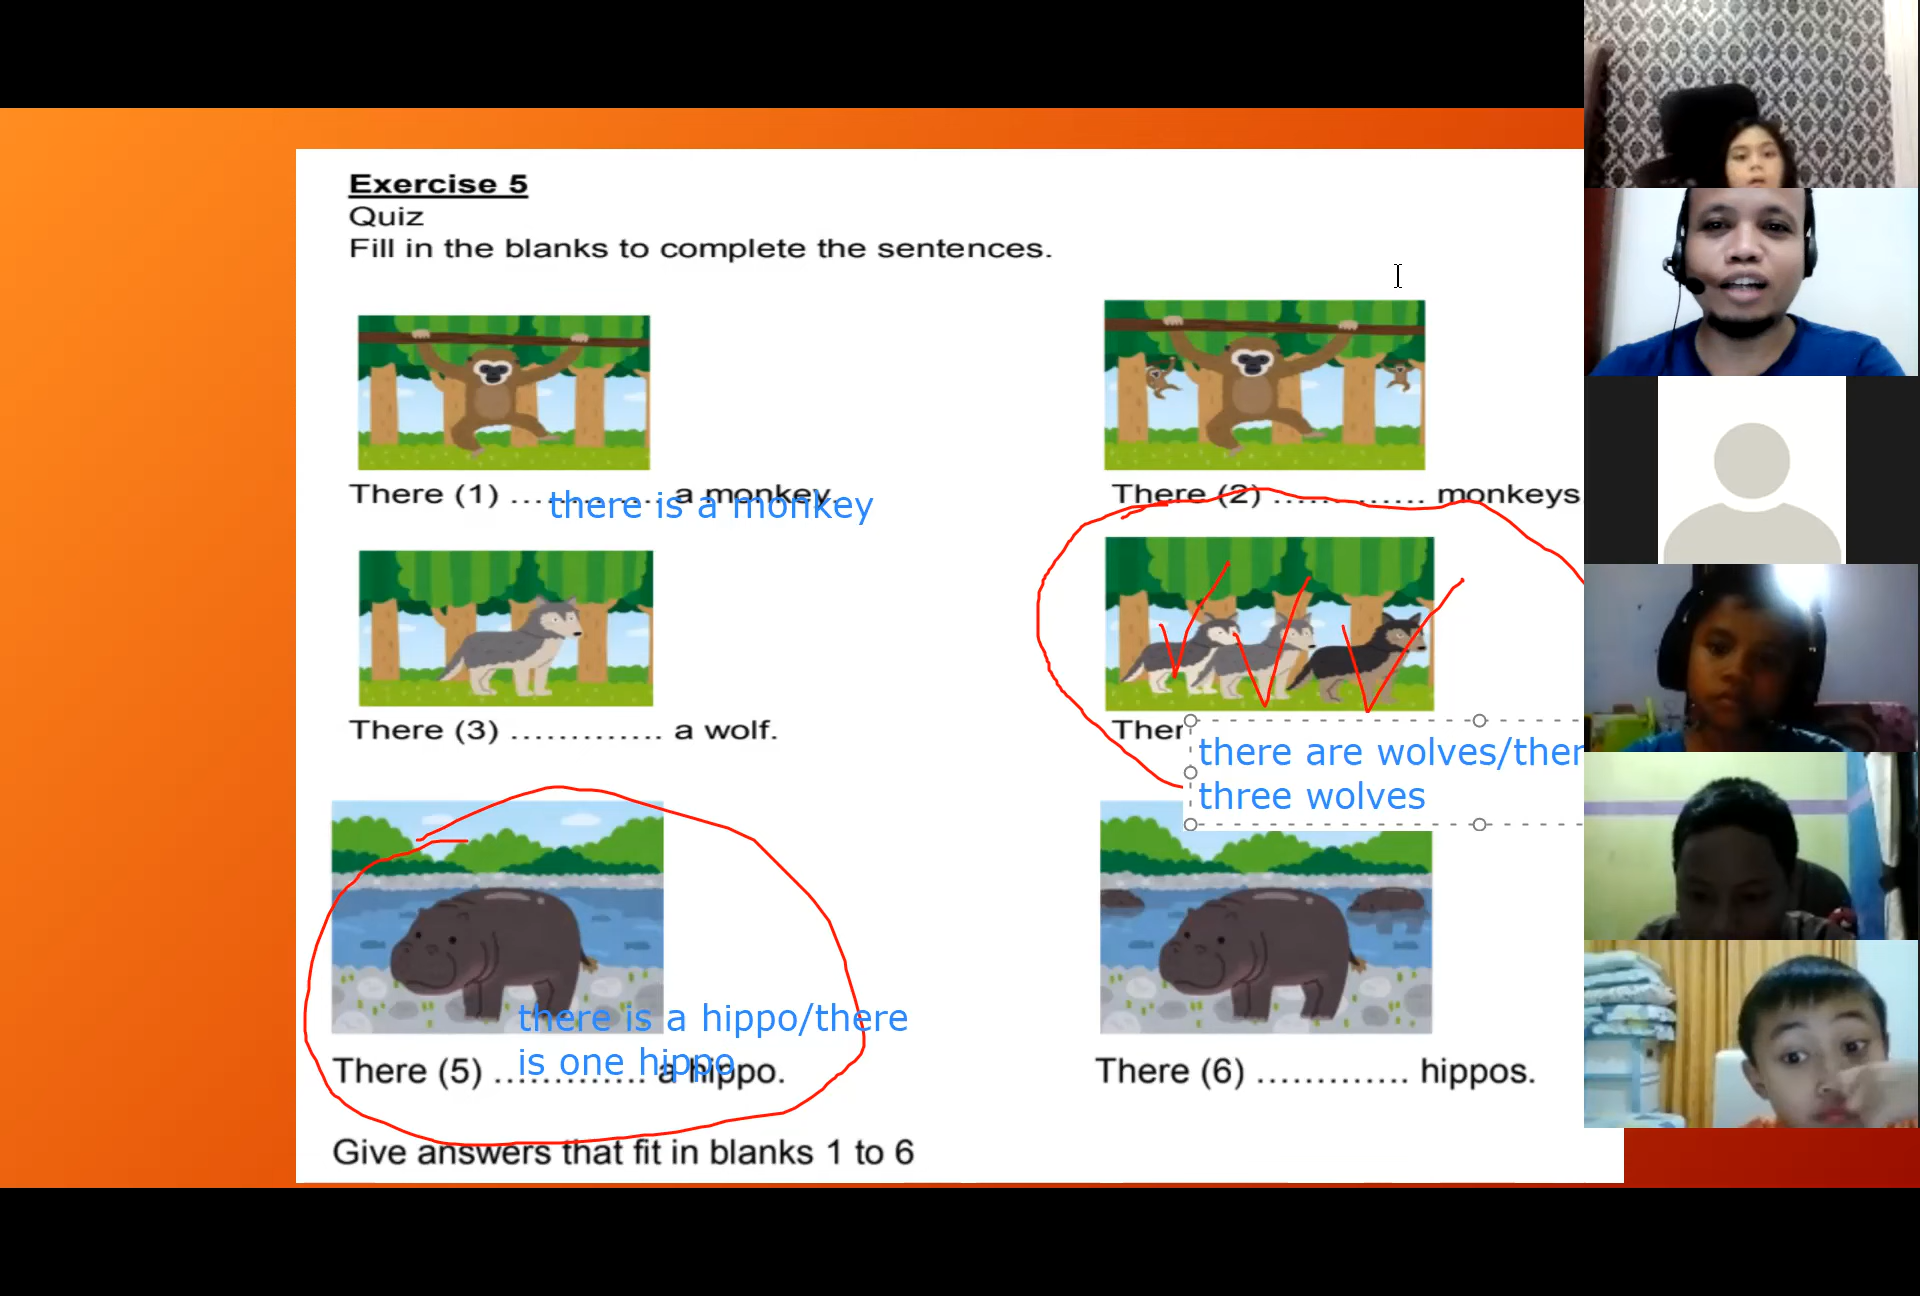 Exercise 5
Quiz
Fill in the blanks to complete the sentences.
There (1) ............. a monkey.
there is a monkey
There (2) ............. monkeys
There (3) ............. a wolf.
Ther
there are wolves/ther
three wolves
there is a hippo/there
is one hippo
There (5) ............. a hippo.
There (6) ............. hippos.
Give answers that fit in blanks 1 to 6